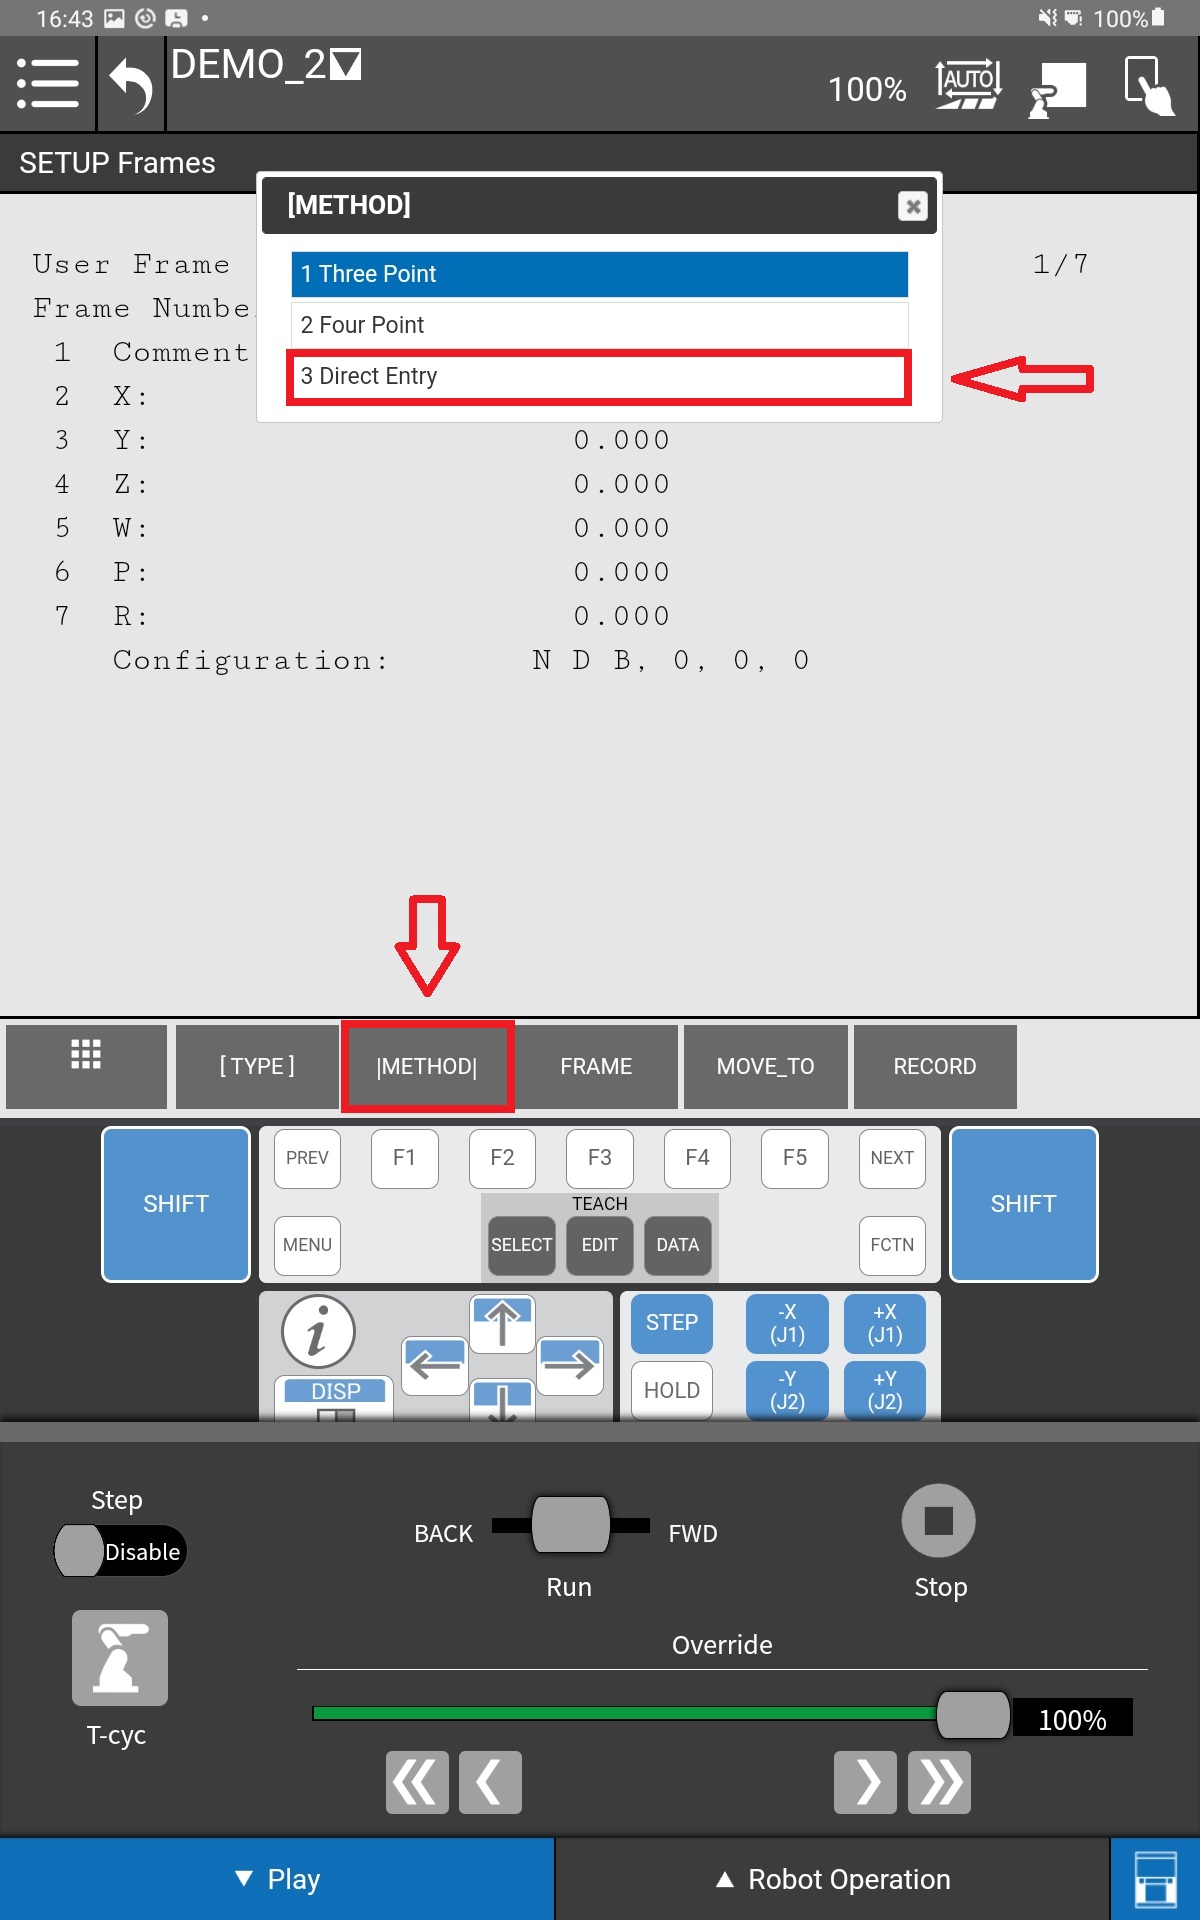 16:43
100%
DEMO_2
100%
AUTO
SETUP Frames
[METHOD]
1 Three Point
2 Four Point
3 Direct Entry
User Frame
1/7
Frame Numbe
1 Comment
2 X:
3 Y: 0.000
4 Z: 0.000
5 W: 0.000
6 P: 0.000
7 R: 0.000
Configuration: N D B, 0, 0, 0
[ TYPE ]
|METHOD|
FRAME
MOVE_TO
RECORD
SHIFT
PREV
F1
F2
F3
F4
F5
NEXT
SHIFT
TEACH
MENU
SELECT
EDIT
DATA
FCTN
i
DISP
STEP
-X
(J1)
+X
(J1)
HOLD
-Y
(J2)
+Y
(J2)
Step
Disable
BACK
FWD
Run
Stop
T-cyc
Override
100%
Play
Robot Operation